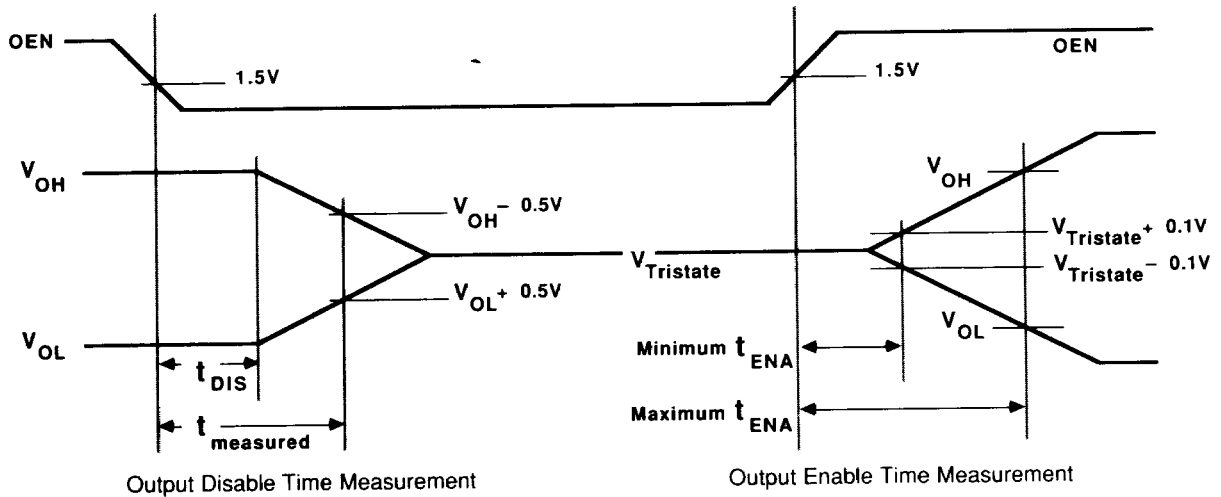 OEN
1.5V
1.5V
OEN
VOH
VOH − 0.5V
VOH
VTristate + 0.1V
VTristate
VTristate − 0.1V
VOL + 0.5V
VOL
VOL
tDIS
Minimum tENA
tmeasured
Maximum tENA
Output Disable Time Measurement
Output Enable Time Measurement